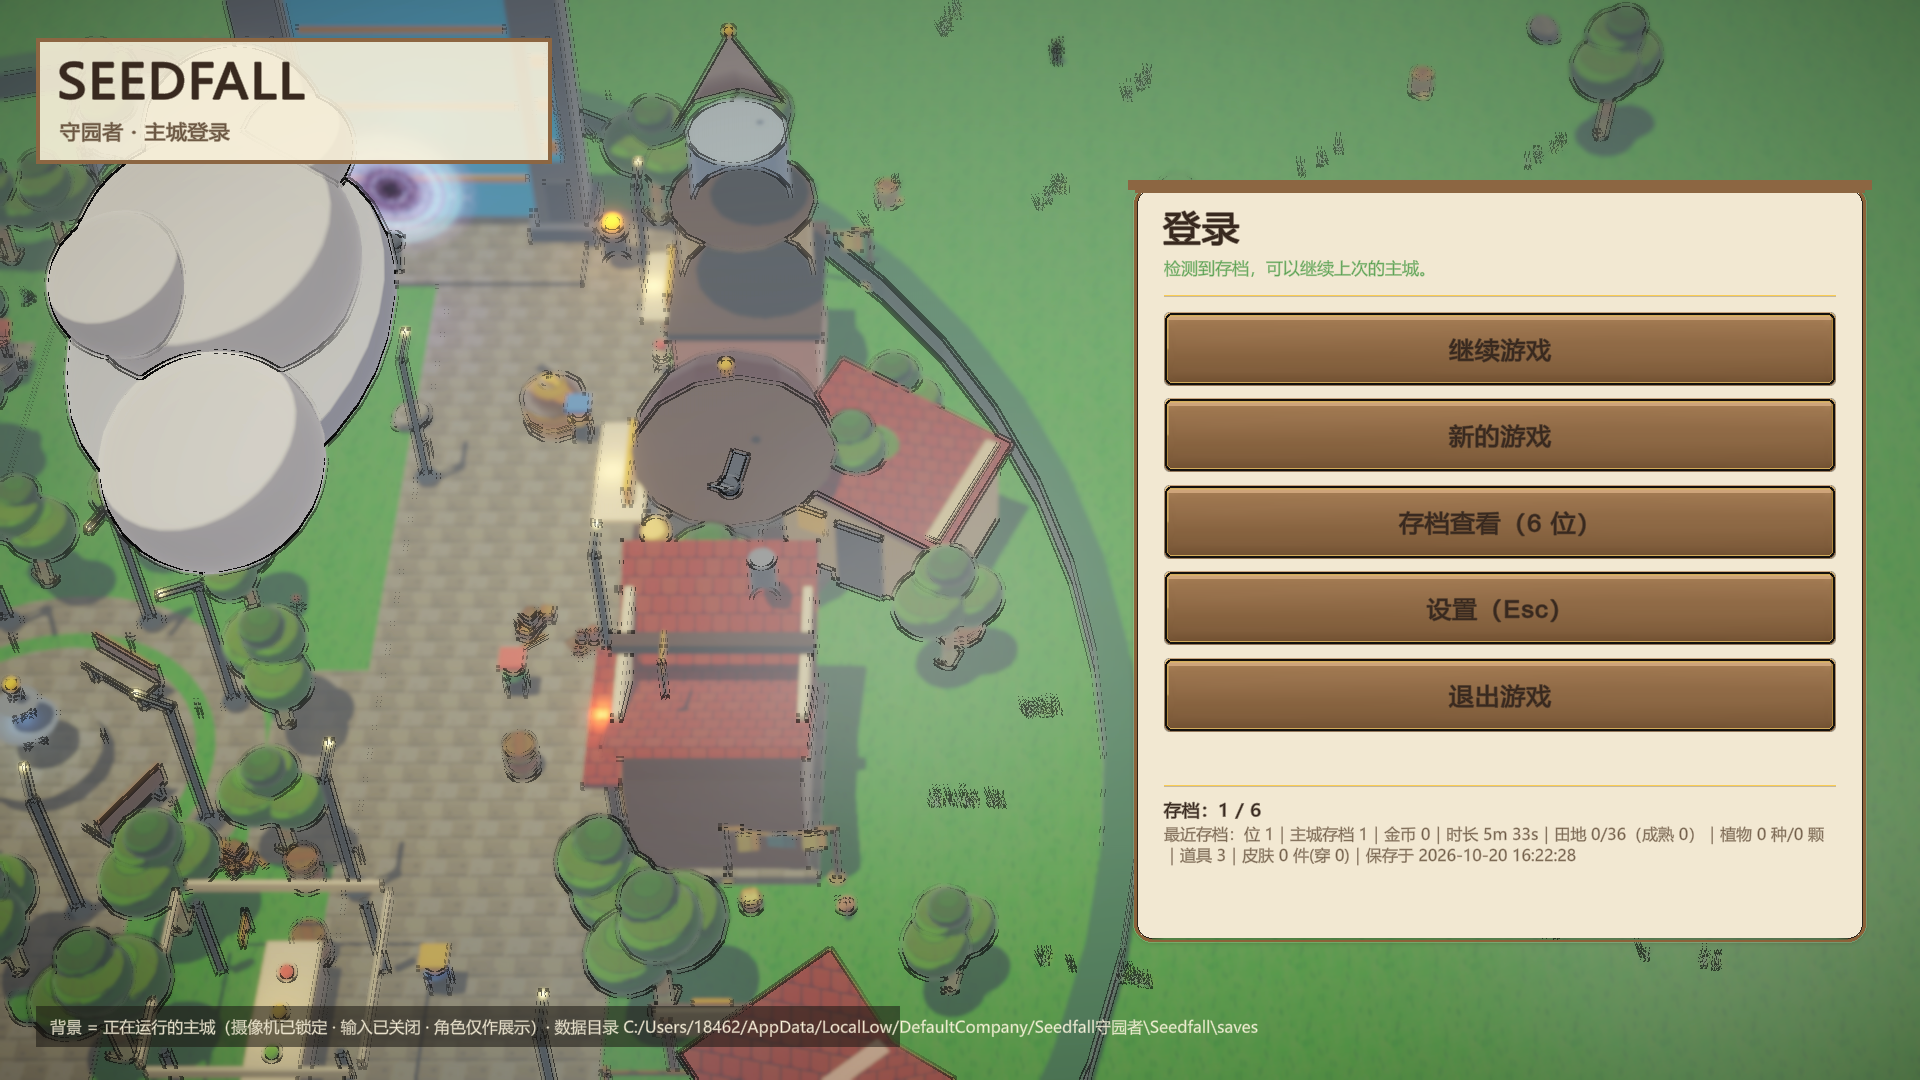 SEEDFALL
守园者 · 主城登录
登录
检测到存档，可以继续上次的主城。
继续游戏
新的游戏
存档查看（6 位）
设置（Esc）
退出游戏
存档：1 / 6
最近存档：位 1｜主城存档 1｜金币 0｜时长 5m 33s｜田地 0/36（成熟 0）｜植物 0 种/0 颗
｜道具 3｜皮肤 0 件(穿 0)｜保存于 2026-10-20 16:22:28
背景 = 正在运行的主城（摄像机已锁定 · 输入已关闭 · 角色仅作展示）· 数据目录 C:/Users/18462/AppData/LocalLow/DefaultCompany/Seedfall守园者\Seedfall\saves